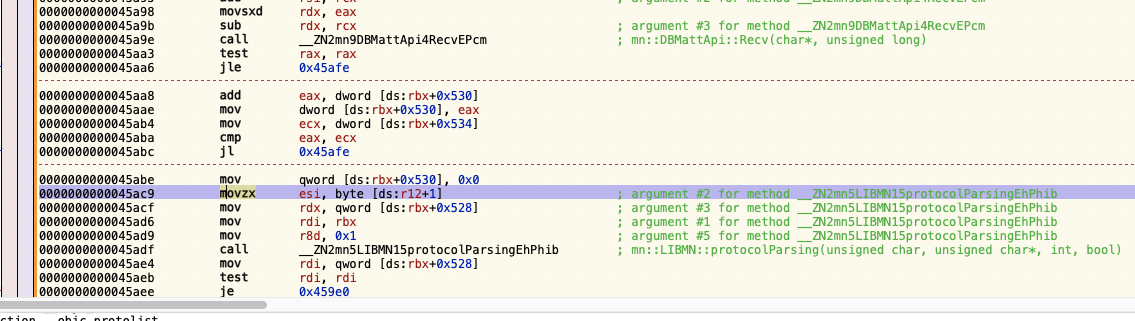 0000000000045a98 movsxd rdx, eax
0000000000045a9b sub rdx, rcx ; argument #3 for method __ZN2mn9DBMattApi4RecvEPcm
0000000000045a9e call __ZN2mn9DBMattApi4RecvEPcm ; mn::DBMattApi::Recv(char*, unsigned long)
0000000000045aa3 test rax, rax
0000000000045aa6 jle 0x45afe
0000000000045aa8 add eax, dword [ds:rbx+0x530]
0000000000045aae mov dword [ds:rbx+0x530], eax
0000000000045ab4 mov ecx, dword [ds:rbx+0x534]
0000000000045aba cmp eax, ecx
0000000000045abc jl 0x45afe
0000000000045abe mov qword [ds:rbx+0x530], 0x0
0000000000045ac9 movzx esi, byte [ds:r12+1] ; argument #2 for method __ZN2mn5LIBMN15protocolParsingEhPhib
0000000000045acf mov rdx, qword [ds:rbx+0x528] ; argument #3 for method __ZN2mn5LIBMN15protocolParsingEhPhib
0000000000045ad6 mov rdi, rbx ; argument #1 for method __ZN2mn5LIBMN15protocolParsingEhPhib
0000000000045ad9 mov r8d, 0x1 ; argument #5 for method __ZN2mn5LIBMN15protocolParsingEhPhib
0000000000045adf call __ZN2mn5LIBMN15protocolParsingEhPhib ; mn::LIBMN::protocolParsing(unsigned char, unsigned char*, int, bool)
0000000000045ae4 mov rdi, qword [ds:rbx+0x528]
0000000000045aeb test rdi, rdi
0000000000045aee je 0x459e0